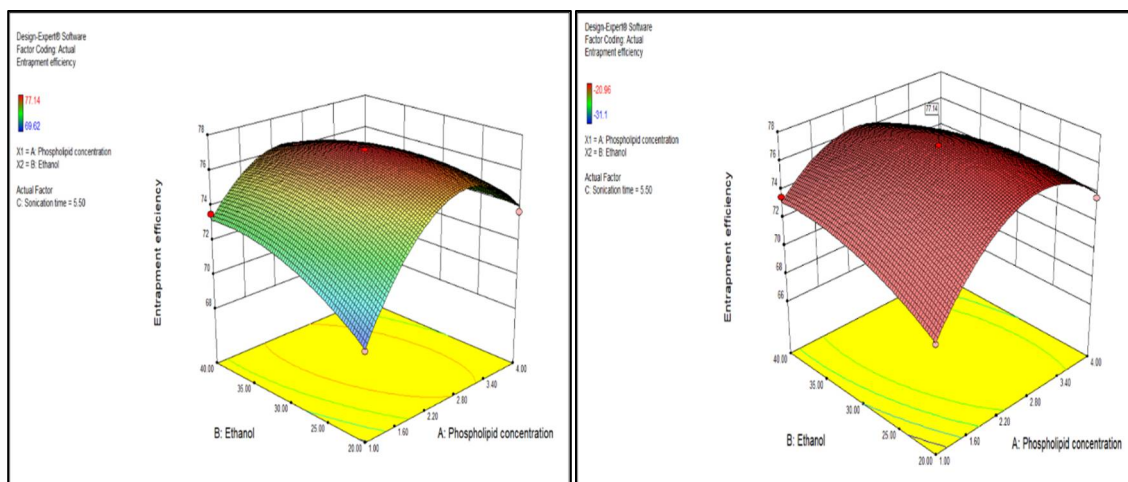 Design-Expert® Software
Factor Coding: Actual
Entrapment efficiency
77.14
69.62
X1 = A: Phospholipid concentration
X2 = B: Ethanol
Actual Factor
C: Sonication time = 5.50
78
76
74
72
70
68
Entrapment efficiency
40.00
35.00
30.00
25.00
20.00
B: Ethanol
4.00
3.40
2.80
2.20
1.60
1.00
A: Phospholipid concentration
Design-Expert® Software
Factor Coding: Actual
Entrapment efficiency
-20.96
-31.1
X1 = A: Phospholipid concentration
X2 = B: Ethanol
Actual Factor
C: Sonication time = 5.50
77.14
78
76
74
72
70
68
66
Entrapment efficiency
40.00
35.00
30.00
25.00
20.00
B: Ethanol
4.00
3.40
2.80
2.20
1.60
1.00
A: Phospholipid concentration